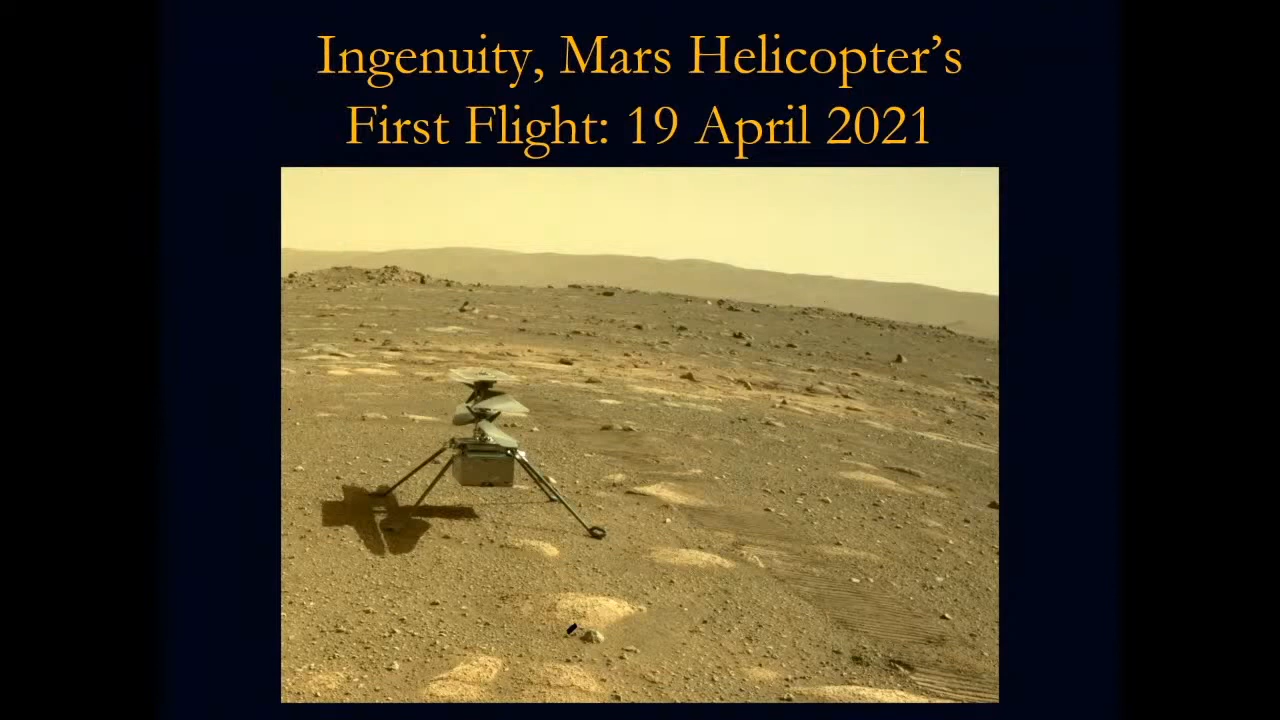 Ingenuity, Mars Helicopter’s
First Flight: 19 April 2021